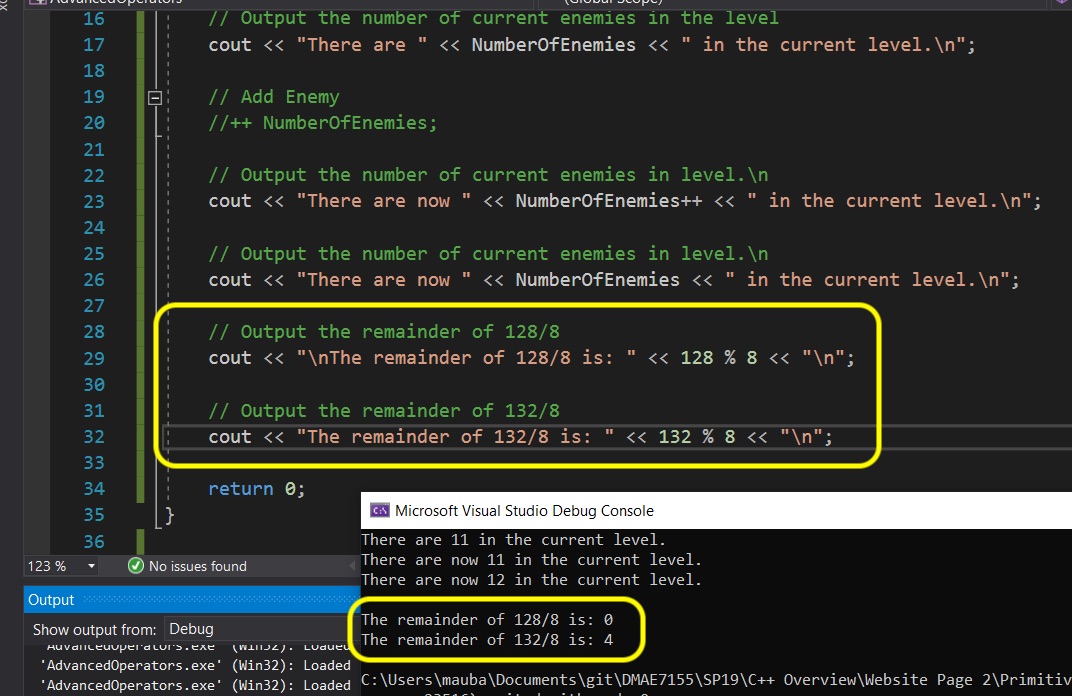 AdvancedOperators
(Global Scope)
16 // Output the number of current enemies in the level
17 cout << "There are " << NumberOfEnemies << " in the current level.\n";
18
19 // Add Enemy
20 //++ NumberOfEnemies;
21
22 // Output the number of current enemies in level.\n
23 cout << "There are now " << NumberOfEnemies++ << " in the current level.\n";
24
25 // Output the number of current enemies in level.\n
26 cout << "There are now " << NumberOfEnemies << " in the current level.\n";
27
28 // Output the remainder of 128/8
29 cout << "\nThe remainder of 128/8 is: " << 128 % 8 << "\n";
30
31 // Output the remainder of 132/8
32 cout << "The remainder of 132/8 is: " << 132 % 8 << "\n";
33
34 return 0;
35 }
36
123 % No issues found
Output
Show output from: Debug
'AdvancedOperators.exe' (Win32): Loaded
'AdvancedOperators.exe' (Win32): Loaded
'AdvancedOperators.exe' (Win32): Loaded
C:\ Microsoft Visual Studio Debug Console
There are 11 in the current level.
There are now 11 in the current level.
There are now 12 in the current level.
The remainder of 128/8 is: 0
The remainder of 132/8 is: 4
C:\Users\mauba\Documents\git\DMAE7155\SP19\C++ Overview\Website Page 2\Primitiv